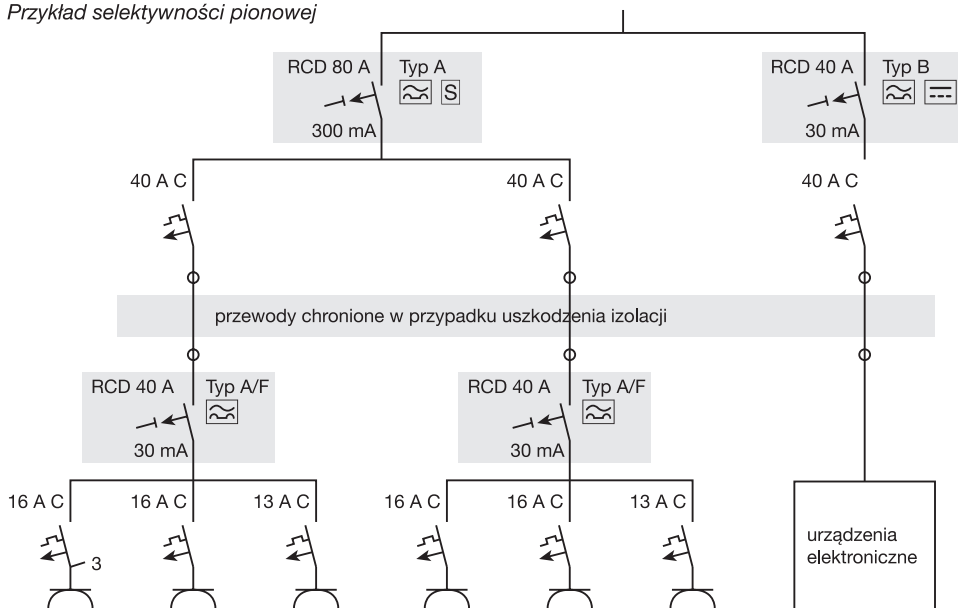 Przykład selektywności pionowej
RCD 80 A Typ A
S
300 mA
RCD 40 A Typ B
30 mA
40 A C
40 A C
40 A C
przewody chronione w przypadku uszkodzenia izolacji
RCD 40 A Typ A/F
30 mA
RCD 40 A Typ A/F
30 mA
16 A C
16 A C
13 A C
16 A C
16 A C
13 A C
3
urządzenia
elektroniczne